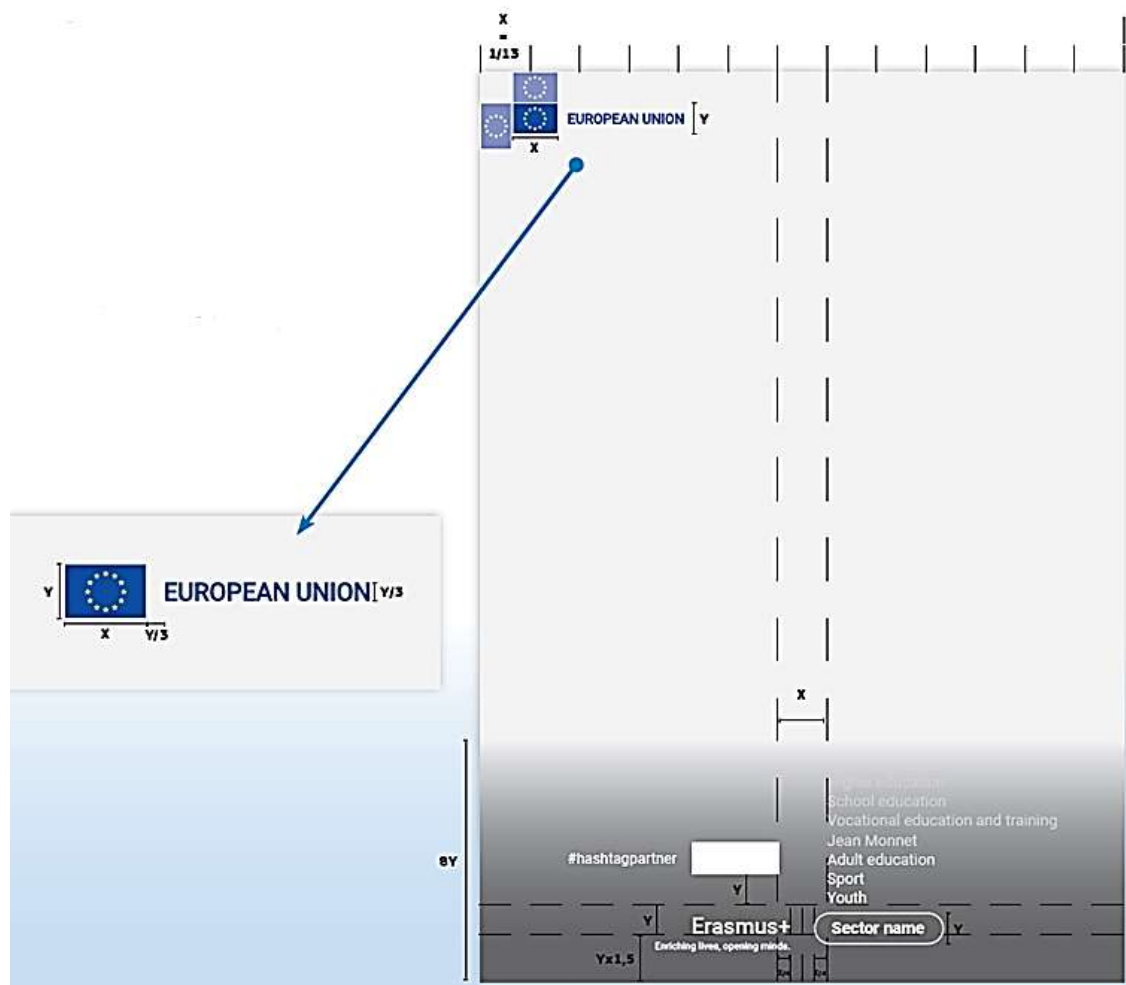 X
=
1/13
EUROPEAN UNION
Y
X
Y
EUROPEAN UNION
Y/3
X
Y/3
X
School education
Vocational education and training
Jean Monnet
#hashtagpartner
Adult education
8Y
Sport
Y
Youth
Y
Erasmus+
Sector name
Y
Enriching lives, opening minds.
Yx1,5